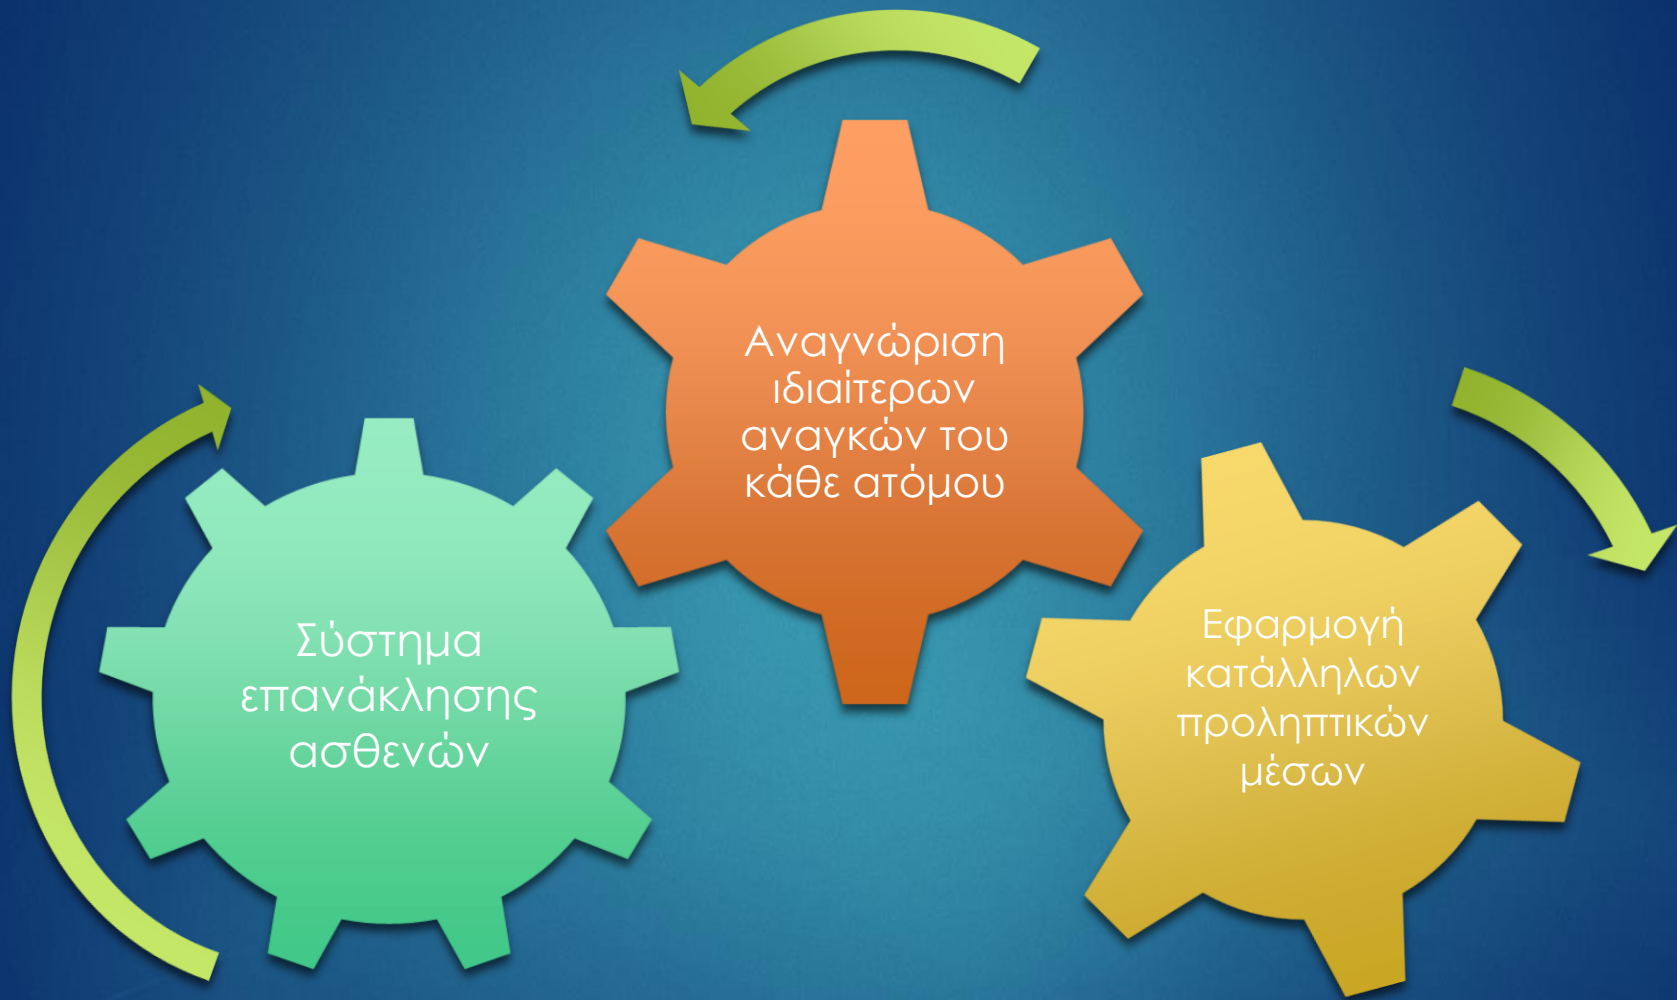 Αναγνώριση
ιδιαίτερων
αναγκών του
κάθε ατόμου
Σύστημα
επανάκλησης
ασθενών
Εφαρμογή
κατάλληλων
προληπτικών
μέσων